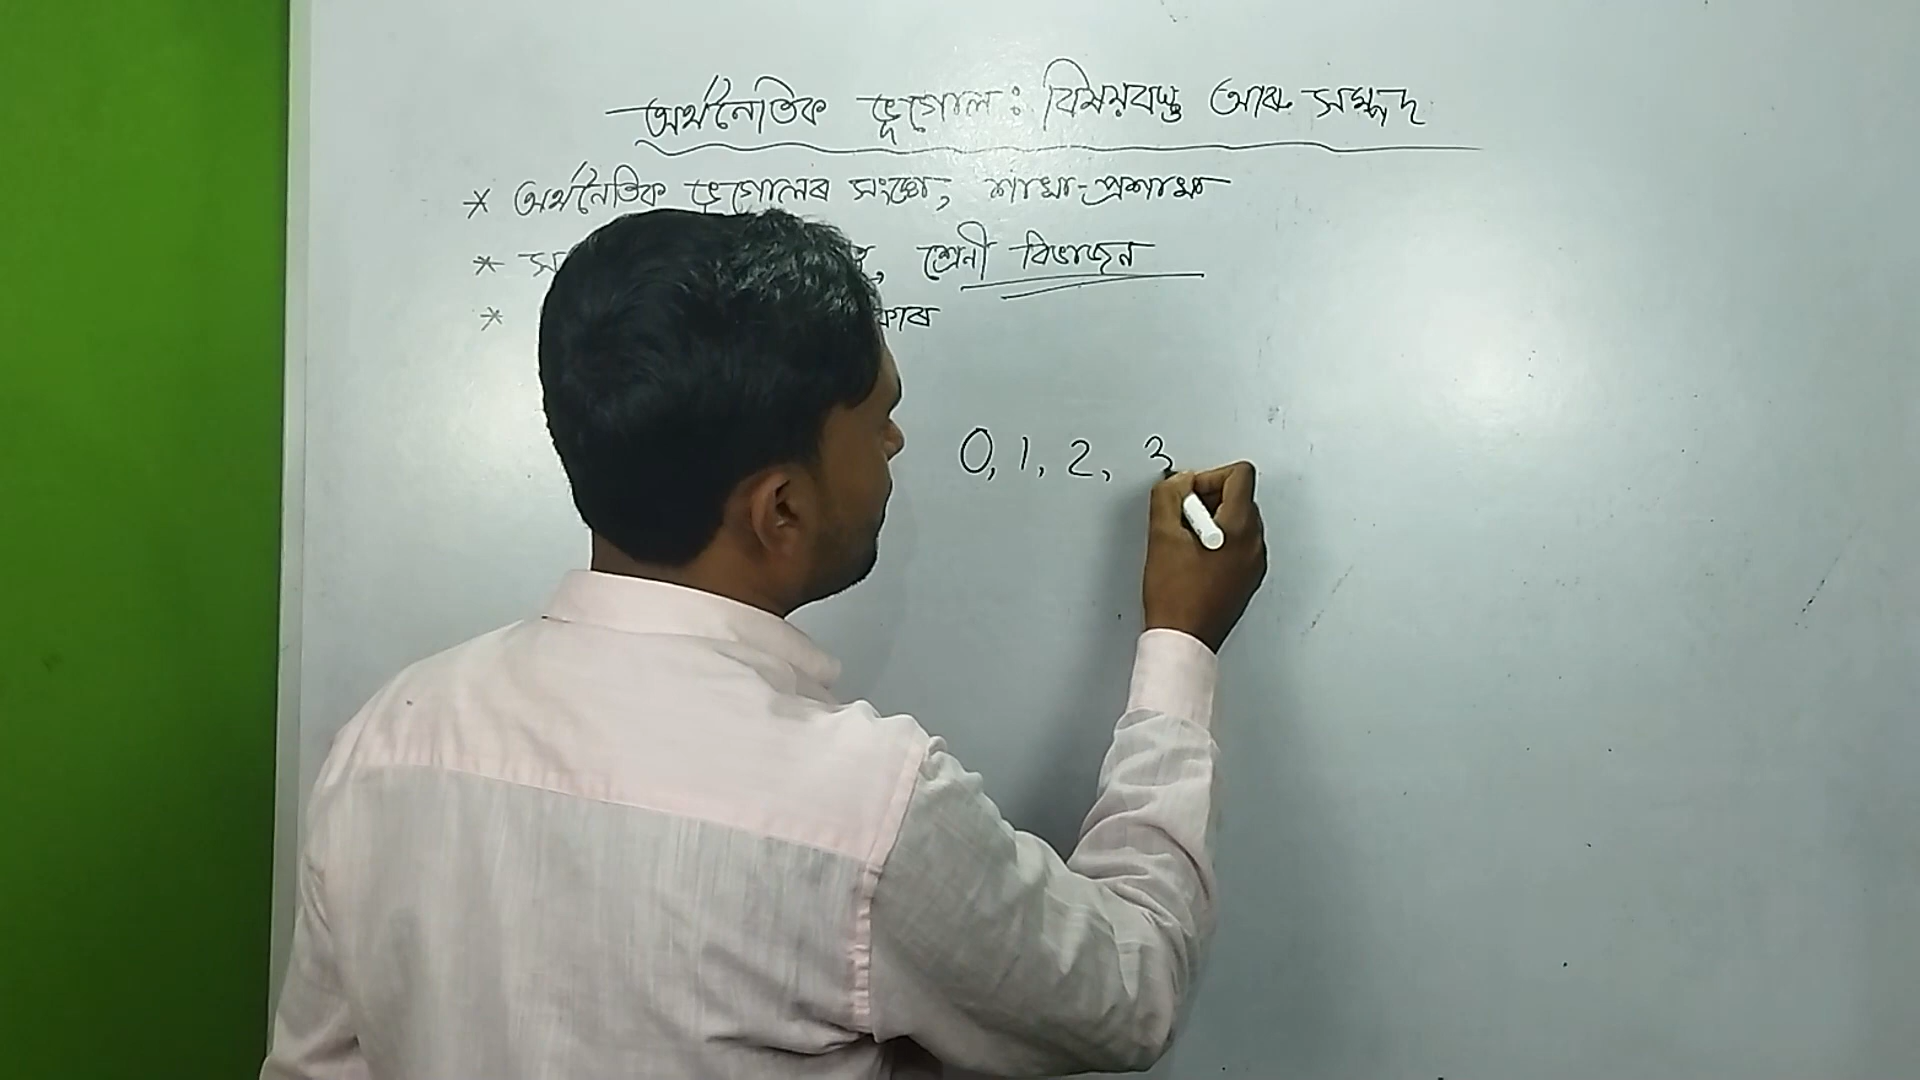 অৰ্থনৈতিক ভূগোল : বিষয়বস্তু আৰু সম্পদ
* অৰ্থনৈতিক ভূগোলৰ সংজ্ঞা, শাখা-প্ৰশাখা
* , শ্ৰেনী বিভাজন
*
0, 1, 2, 3